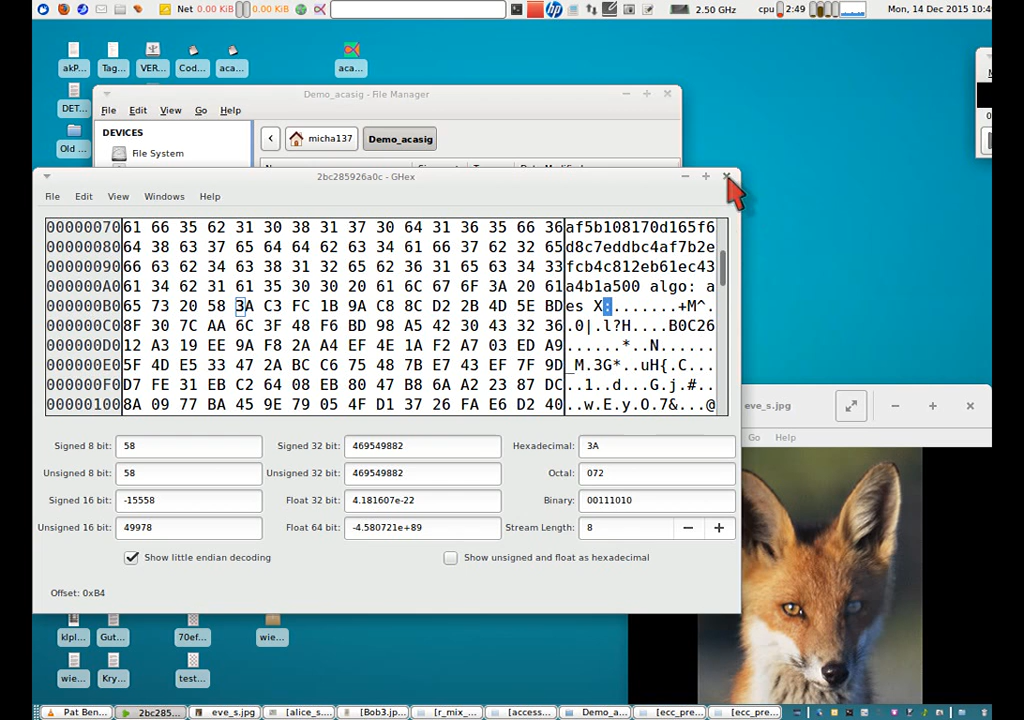 Net 0.00 KiB 0.00 KiB 2.50 GHz cpu 2:49 Mon, 14 Dec 2015 10:4
akP... Tag... VER... Cod... aca... aca...
DET...
Old ...
Demo_acasig - File Manager
File Edit View Go Help
DEVICES
File System
< micha137 Demo_acasig
2bc285926a0c - GHex
File Edit View Windows Help
00000070 61 66 35 62 31 30 38 31 37 30 64 31 36 35 66 36 af5b108170d165f6
00000080 64 38 63 37 65 64 64 62 63 34 61 66 37 62 32 65 d8c7eddbc4af7b2e
00000090 66 63 62 34 63 38 31 32 65 62 36 31 65 63 34 33 fcb4c812eb61ec43
000000A0 61 34 62 31 61 35 30 30 20 61 6C 67 6F 3A 20 61 a4b1a500 algo: a
000000B0 65 73 20 58 3A C3 FC 1B 9A C8 8C D2 2B 4D 5E BD es X:.......+M^.
000000C0 8F 30 7C AA 6C 3F 48 F6 BD 98 A5 42 30 43 32 36 .0|.l?H....B0C26
000000D0 12 A3 19 EE 9A F8 2A A4 EF 4E 1A F2 A7 03 ED A9 ......*..N......
000000E0 5F 4D E5 33 47 2A BC C6 75 48 7B E7 43 EF 7F 9D _M.3G*..uH{.C...
000000F0 D7 FE 31 EB C2 64 08 EB 80 47 B8 6A A2 23 87 DC ..1..d...G.j.#..
00000100 8A 09 77 BA 45 9E 79 05 4F D1 37 26 FA E6 D2 40 ..w.E.y.O.7&...@
Signed 8 bit: 58 Signed 32 bit: 469549882 Hexadecimal: 3A
Unsigned 8 bit: 58 Unsigned 32 bit: 469549882 Octal: 072
Signed 16 bit: -15558 Float 32 bit: 4.181607e-22 Binary: 00111010
Unsigned 16 bit: 49978 Float 64 bit: -4.580721e+89 Stream Length: 8
Show little endian decoding Show unsigned and float as hexadecimal
Offset: 0xB4
eve_s.jpg
Go Help
klpl... Gut... 70ef... wie...
wie... Kry... test...
Pat Ben... 2bc285... eve_s.jpg [alice_s... [Bob3.jp... [r_mix_... [access... Demo_a... [ecc_pre... [ecc_pre...